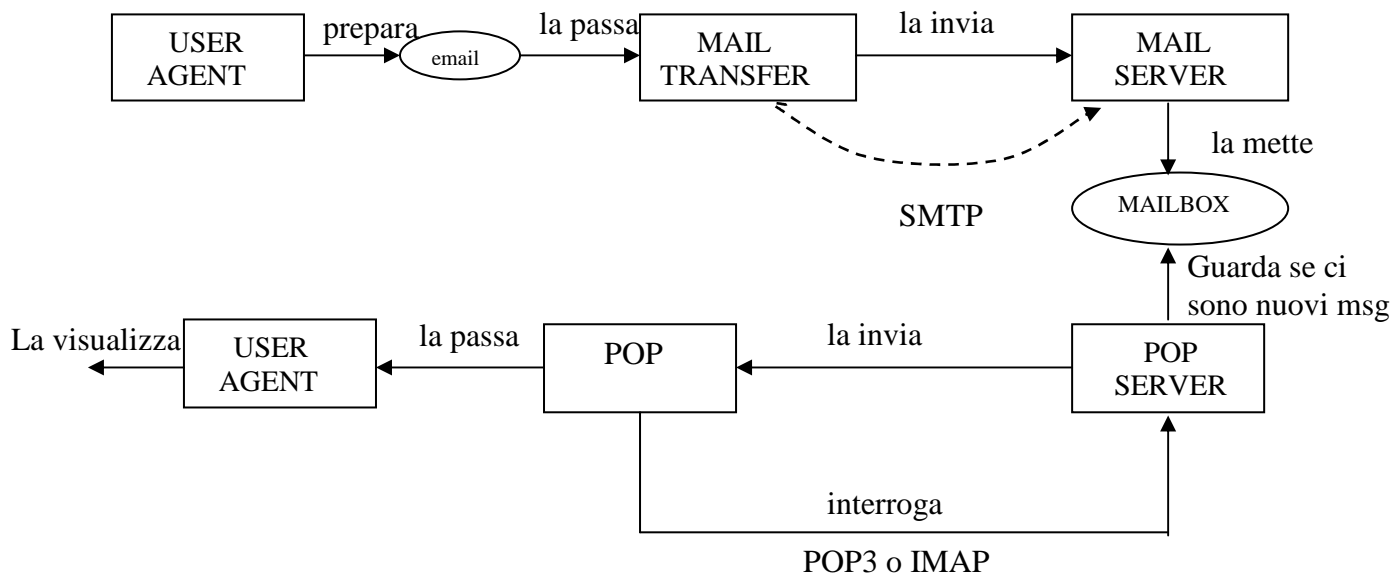 USER
AGENT
prepara
email
la passa
MAIL
TRANSFER
la invia
MAIL
SERVER
la mette
SMTP
MAILBOX
Guarda se ci
sono nuovi msg
La visualizza
USER
AGENT
la passa
POP
la invia
POP
SERVER
interroga
POP3 o IMAP